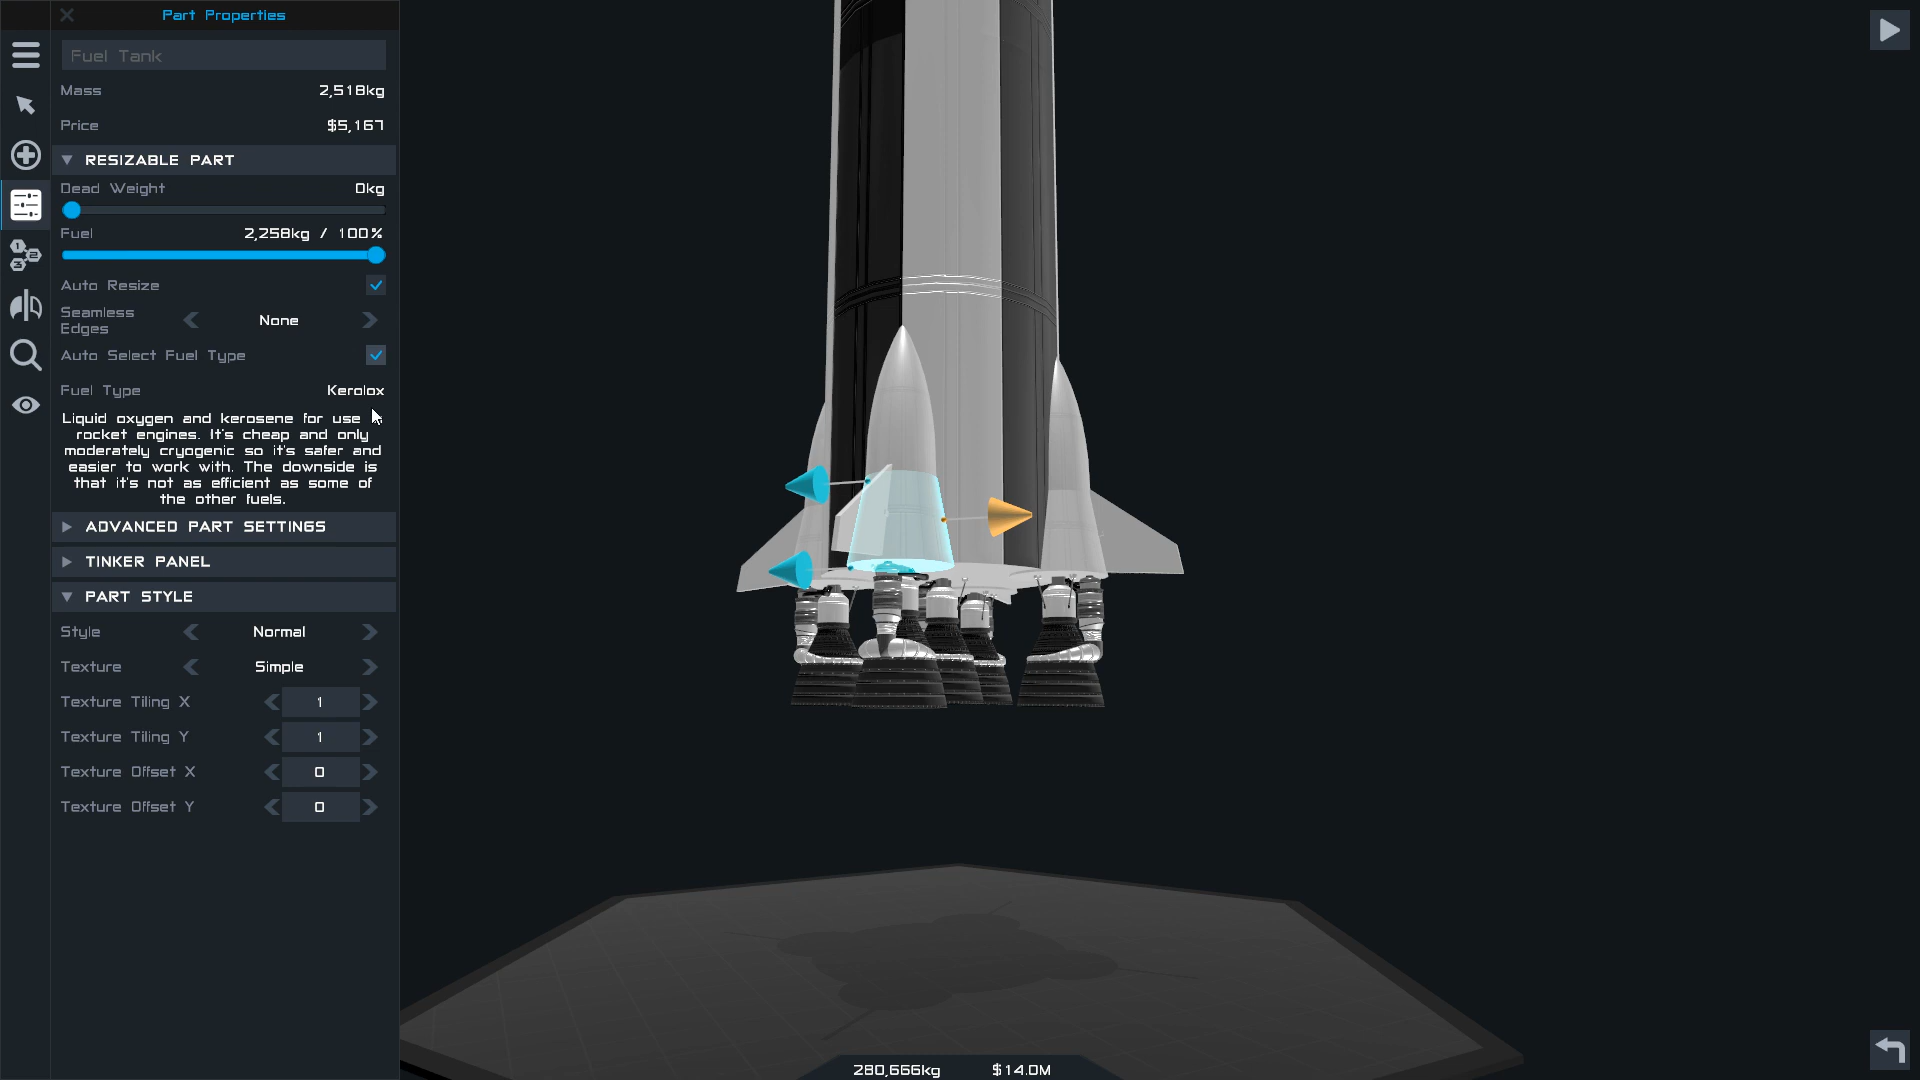 Part Properties
Fuel Tank
Mass 2,518kg
Price $5,167
RESIZABLE PART
Dead Weight 0kg
Fuel 2,258kg / 100%
Auto Resize
Seamless Edges None
Auto Select Fuel Type
Fuel Type Kerolox
Liquid oxygen and kerosene for use
rocket engines. It's cheap and only
moderately cryogenic so it's safer and
easier to work with. The downside is
that it's not as efficient as some of
the other fuels.
ADVANCED PART SETTINGS
TINKER PANEL
PART STYLE
Style Normal
Texture Simple
Texture Tiling X 1
Texture Tiling Y 1
Texture Offset X 0
Texture Offset Y 0
280,666kg $14.0M